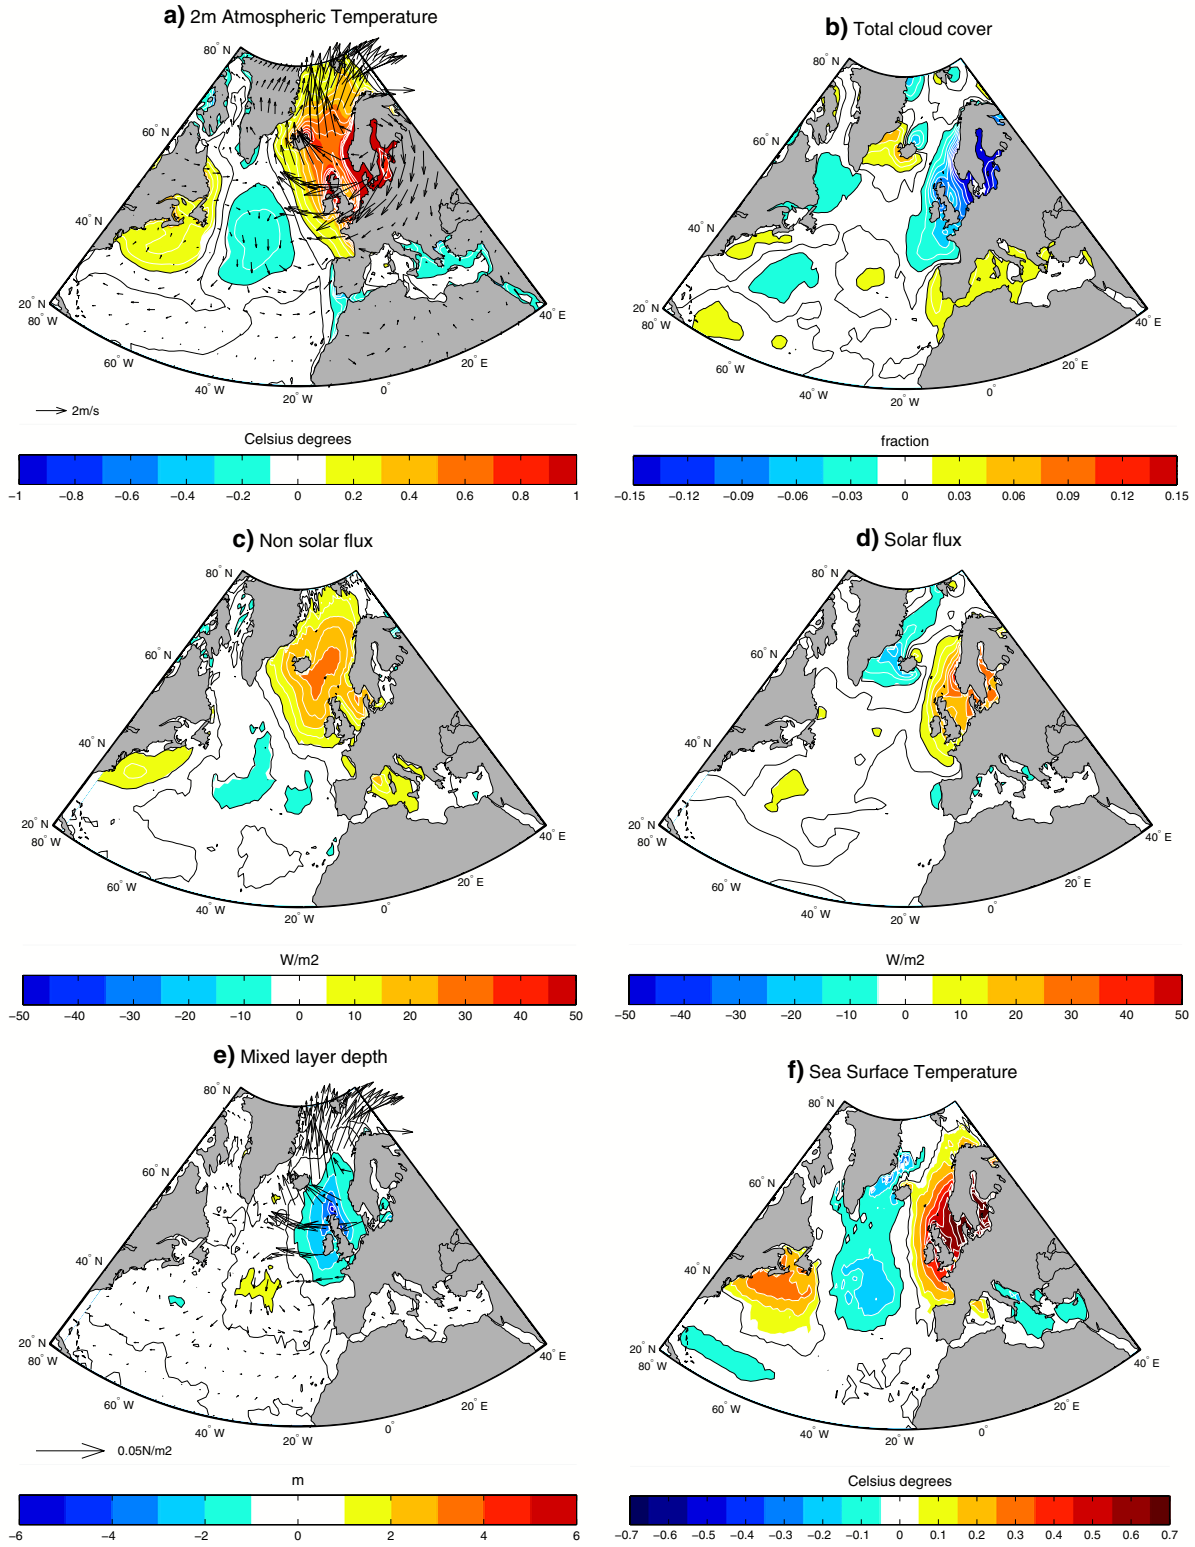 a) 2m Atmospheric Temperature
80° N
60° N
40° N
20° N
80° W
60° W
40° W
20° W
0°
20° E
40° E
2m/s
Celsius degrees
−1 −0.8 −0.6 −0.4 −0.2 0 0.2 0.4 0.6 0.8 1
b) Total cloud cover
80° N
60° N
40° N
20° N
80° W
60° W
40° W
20° W
0°
20° E
40° E
fraction
−0.15 −0.12 −0.09 −0.06 −0.03 0 0.03 0.06 0.09 0.12 0.15
c) Non solar flux
80° N
60° N
40° N
20° N
80° W
60° W
40° W
20° W
0°
20° E
40° E
W/m2
−50 −40 −30 −20 −10 0 10 20 30 40 50
d) Solar flux
80° N
60° N
40° N
20° N
80° W
60° W
40° W
20° W
0°
20° E
40° E
W/m2
−50 −40 −30 −20 −10 0 10 20 30 40 50
e) Mixed layer depth
80° N
60° N
40° N
20° N
80° W
60° W
40° W
20° W
0°
20° E
40° E
0.05N/m2
m
−6 −4 −2 0 2 4 6
f) Sea Surface Temperature
80° N
60° N
40° N
20° N
80° W
60° W
40° W
20° W
0°
20° E
40° E
Celsius degrees
−0.7 −0.6 −0.5 −0.4 −0.3 −0.2 −0.1 0 0.1 0.2 0.3 0.4 0.5 0.6 0.7